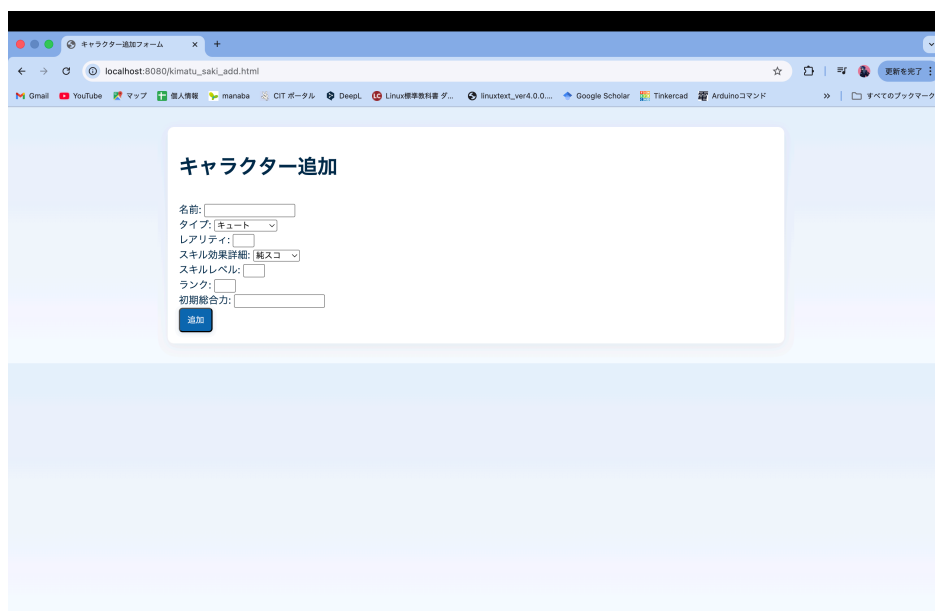 キャラクター追加フォーム
localhost:8080/kimatu_saki_add.html
更新を完了
Gmail YouTube マップ 個人情報 manaba CIT ポータル DeepL Linux標準教科書 ダ... linuxtext_ver4.0.0.... Google Scholar Tinkercad Arduinoコマンド » すべてのブックマーク
キャラクター追加
名前:
タイプ: キュート
レアリティ:
スキル効果詳細: 純スコ
スキルレベル:
ランク:
初期総合力:
追加